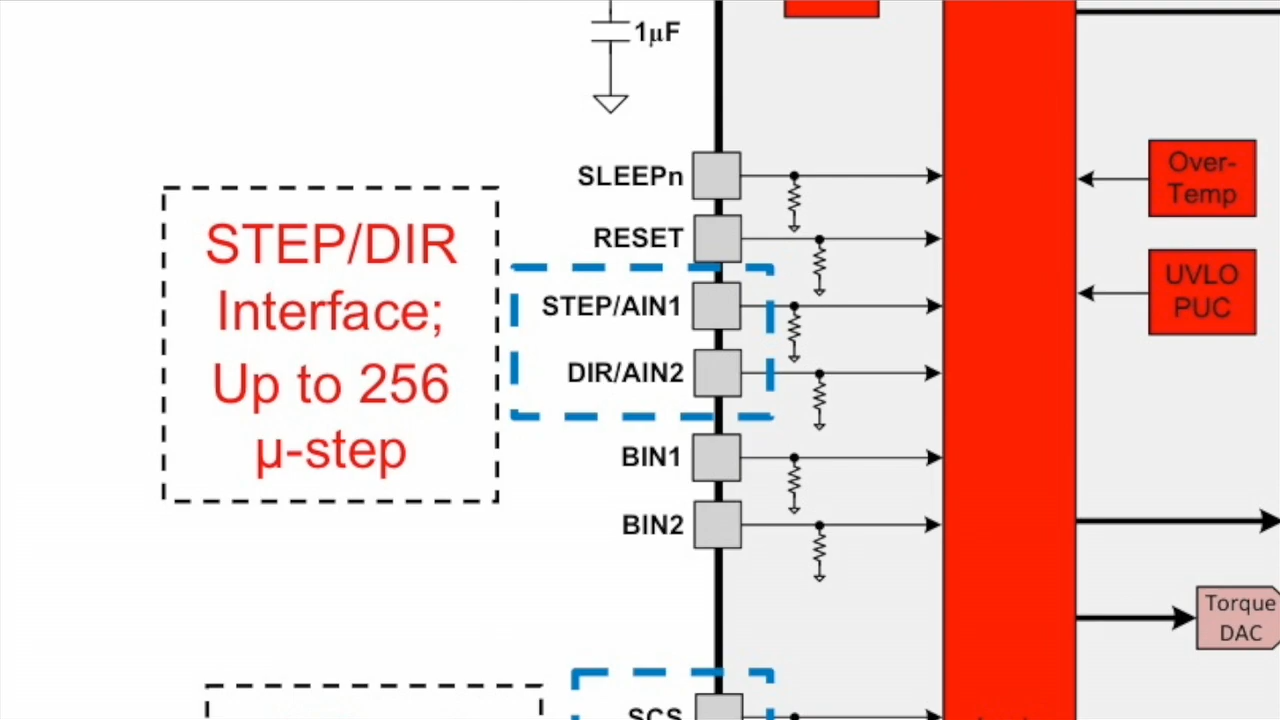 1µF
SLEEPn
RESET
STEP/AIN1
DIR/AIN2
BIN1
BIN2
SCS
STEP/DIR
Interface;
Up to 256
µ-step
Over-
Temp
UVLO
PUC
Torque
DAC